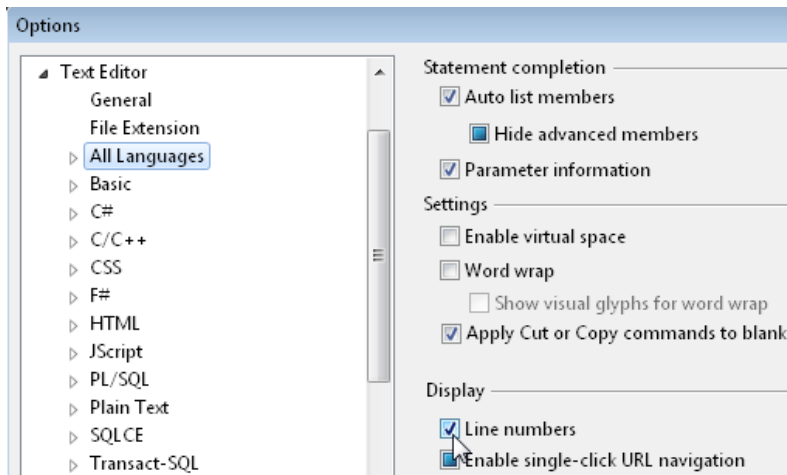 Options
Text Editor
General
File Extension
All Languages
Basic
C#
C/C++
CSS
F#
HTML
JScript
PL/SQL
Plain Text
SQLCE
Transact-SQL
Statement completion
Auto list members
Hide advanced members
Parameter information
Settings
Enable virtual space
Word wrap
Show visual glyphs for word wrap
Apply Cut or Copy commands to blank
Display
Line numbers
Enable single-click URL navigation